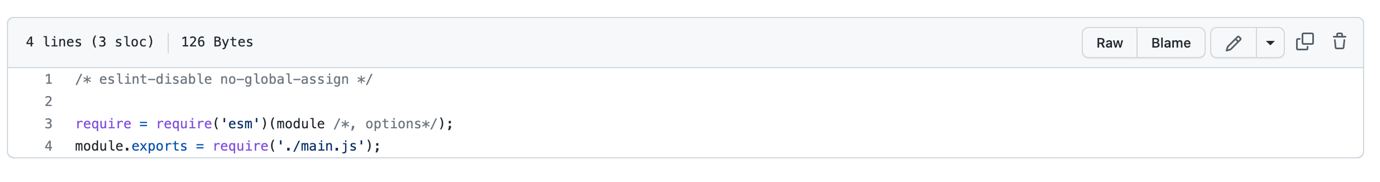 4 lines (3 sloc) 126 Bytes Raw Blame
1 /* eslint-disable no-global-assign */
2
3 require = require('esm')(module /*, options*/);
4 module.exports = require('./main.js');